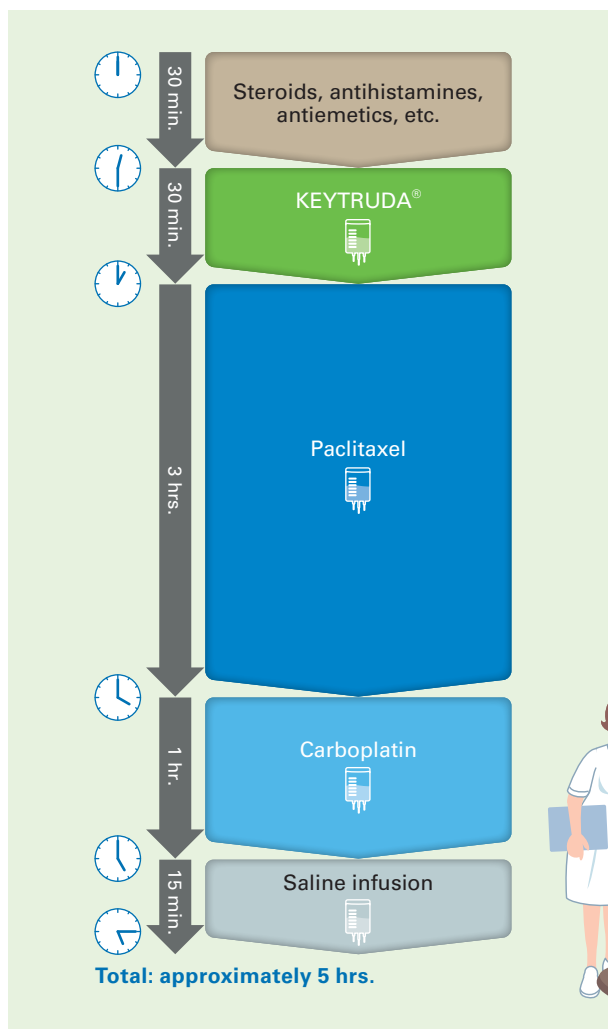 30 min.
Steroids, antihistamines,
antiemetics, etc.
30 min.
KEYTRUDA®
3 hrs.
Paclitaxel
1 hr.
Carboplatin
15 min.
Saline infusion
Total: approximately 5 hrs.